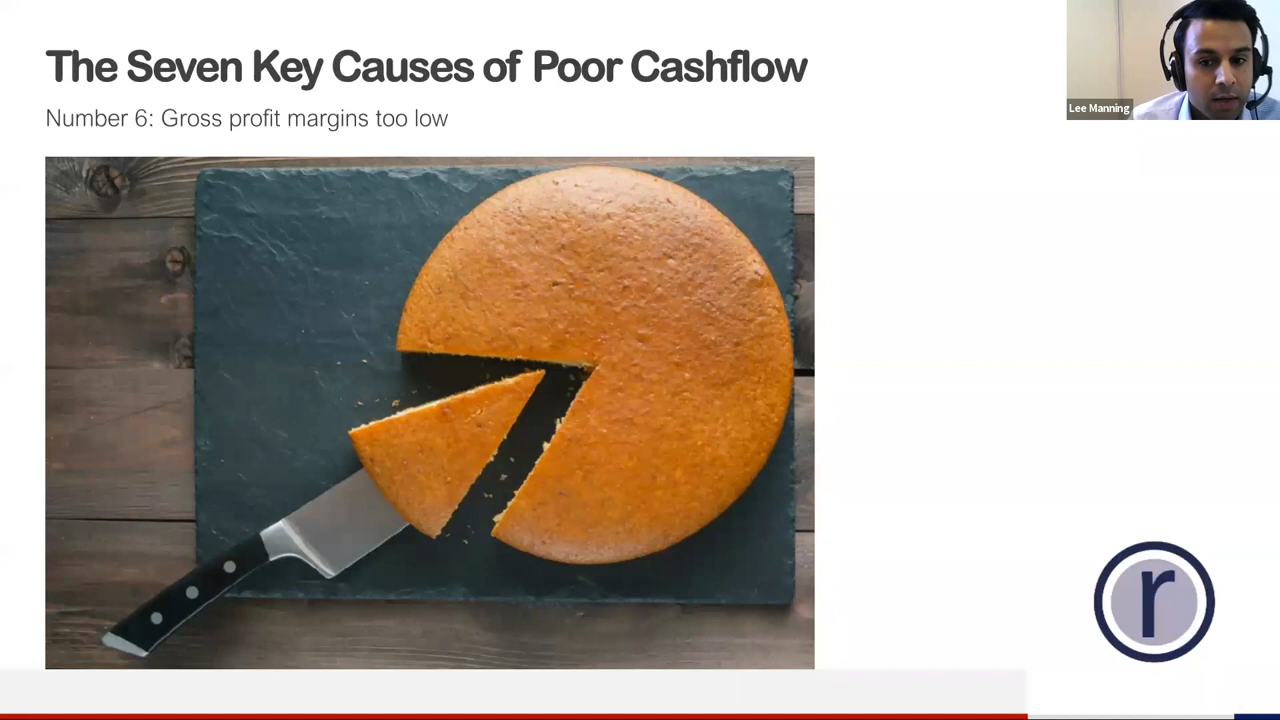 The Seven Key Causes of Poor Cashflow
Number 6: Gross profit margins too low
Lee Manning
r